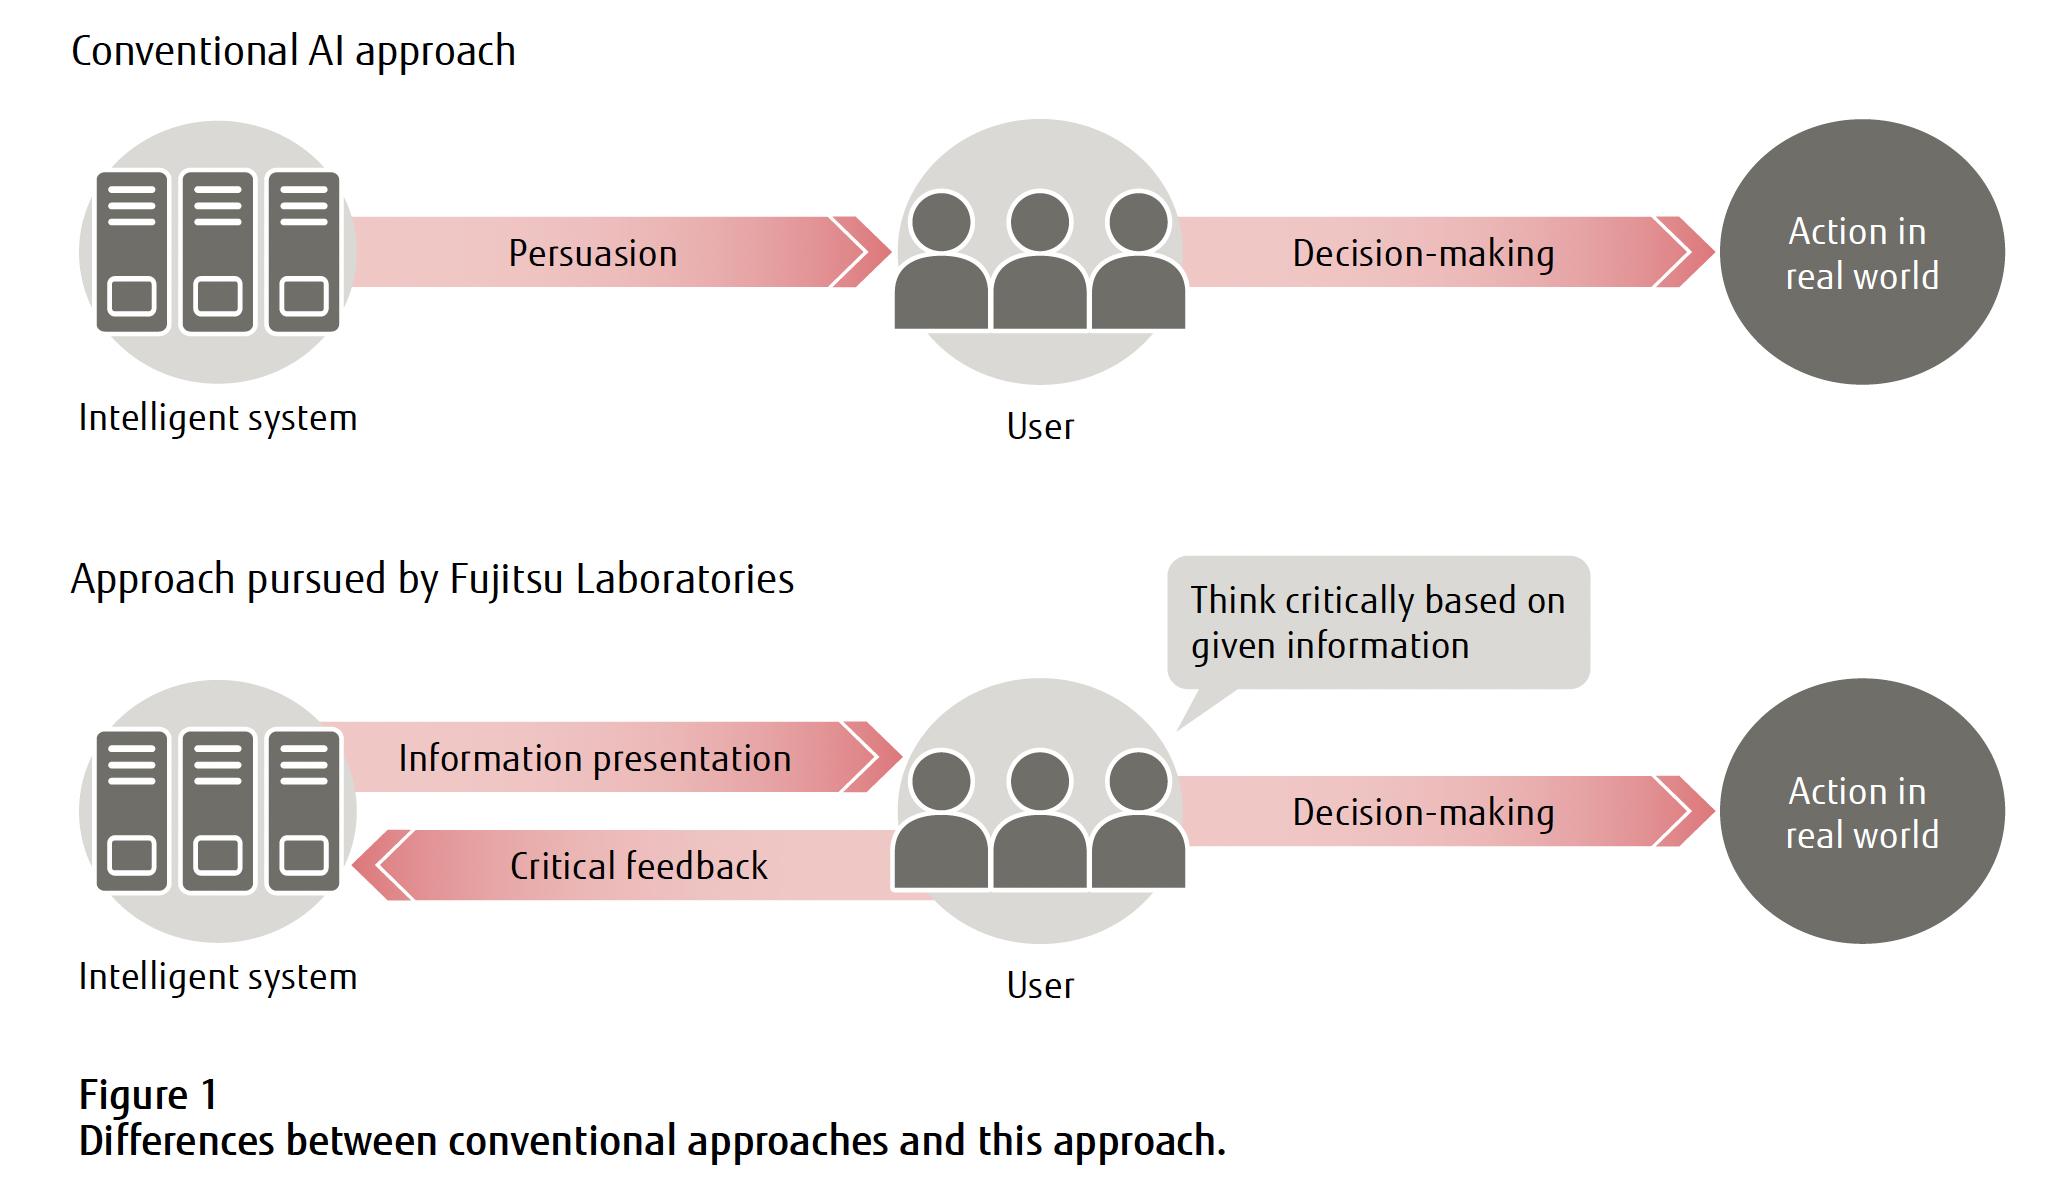 Conventional AI approach
Persuasion
Decision-making
Action in
real world
Intelligent system
User
Approach pursued by Fujitsu Laboratories
Think critically based on
given information
Information presentation
Critical feedback
Decision-making
Action in
real world
Intelligent system
User
Figure 1
Differences between conventional approaches and this approach.